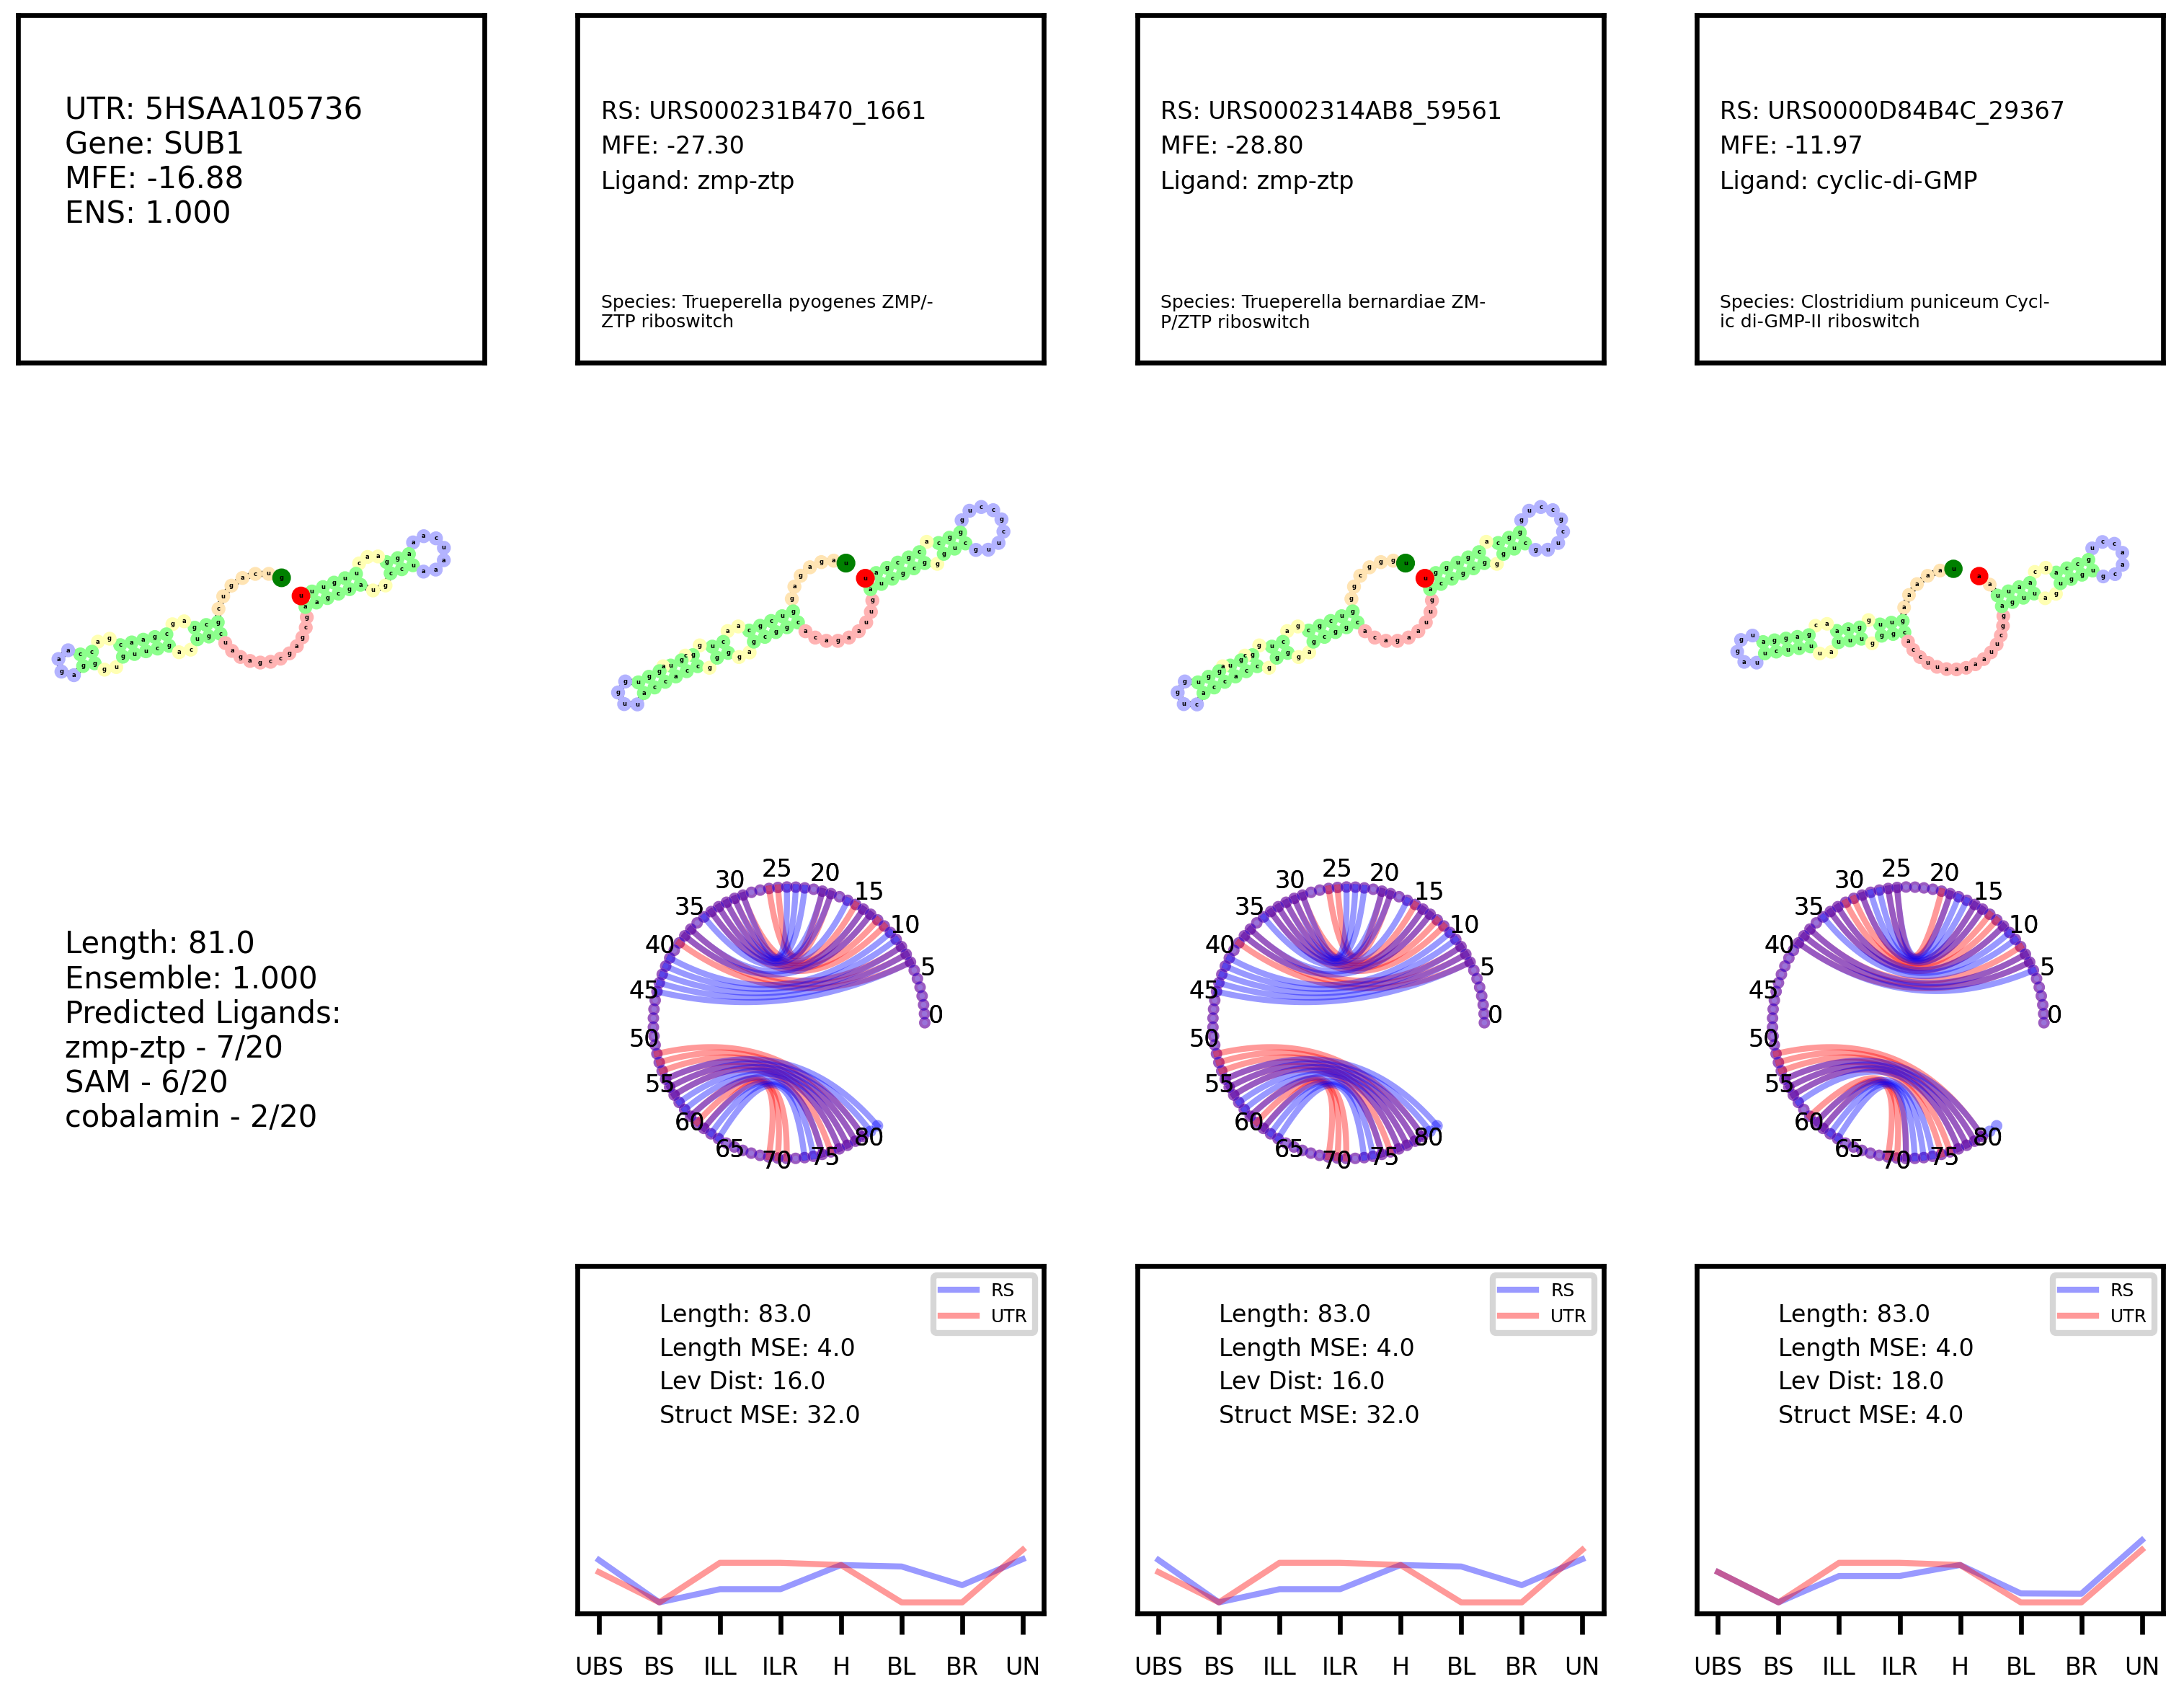 UTR: 5HSAA105736
Gene: SUB1
MFE: -16.88
ENS: 1.000
RS: URS000231B470_1661
MFE: -27.30
Ligand: zmp-ztp
Species: Trueperella pyogenes ZMP/-
ZTP riboswitch
RS: URS0002314AB8_59561
MFE: -28.80
Ligand: zmp-ztp
Species: Trueperella bernardiae ZM-
P/ZTP riboswitch
RS: URS0000D84B4C_29367
MFE: -11.97
Ligand: cyclic-di-GMP
Species: Clostridium puniceum Cycl-
ic di-GMP-II riboswitch
Length: 81.0
Ensemble: 1.000
Predicted Ligands:
zmp-ztp - 7/20
SAM - 6/20
cobalamin - 2/20
0
5
10
15
20
25
30
35
40
45
50
55
60
65
70
75
80
0
5
10
15
20
25
30
35
40
45
50
55
60
65
70
75
80
0
5
10
15
20
25
30
35
40
45
50
55
60
65
70
75
80
RS
UTR
Length: 83.0
Length MSE: 4.0
Lev Dist: 16.0
Struct MSE: 32.0
UBS BS ILL ILR H BL BR UN
RS
UTR
Length: 83.0
Length MSE: 4.0
Lev Dist: 16.0
Struct MSE: 32.0
UBS BS ILL ILR H BL BR UN
RS
UTR
Length: 83.0
Length MSE: 4.0
Lev Dist: 18.0
Struct MSE: 4.0
UBS BS ILL ILR H BL BR UN